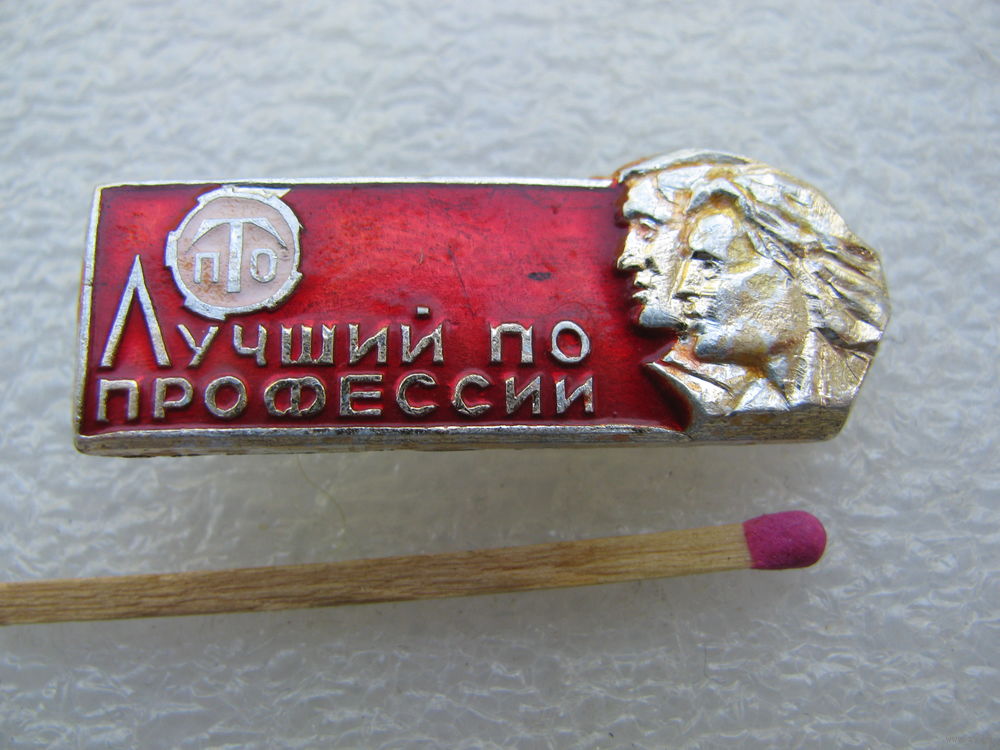 ПТО
Лучший по
профессии